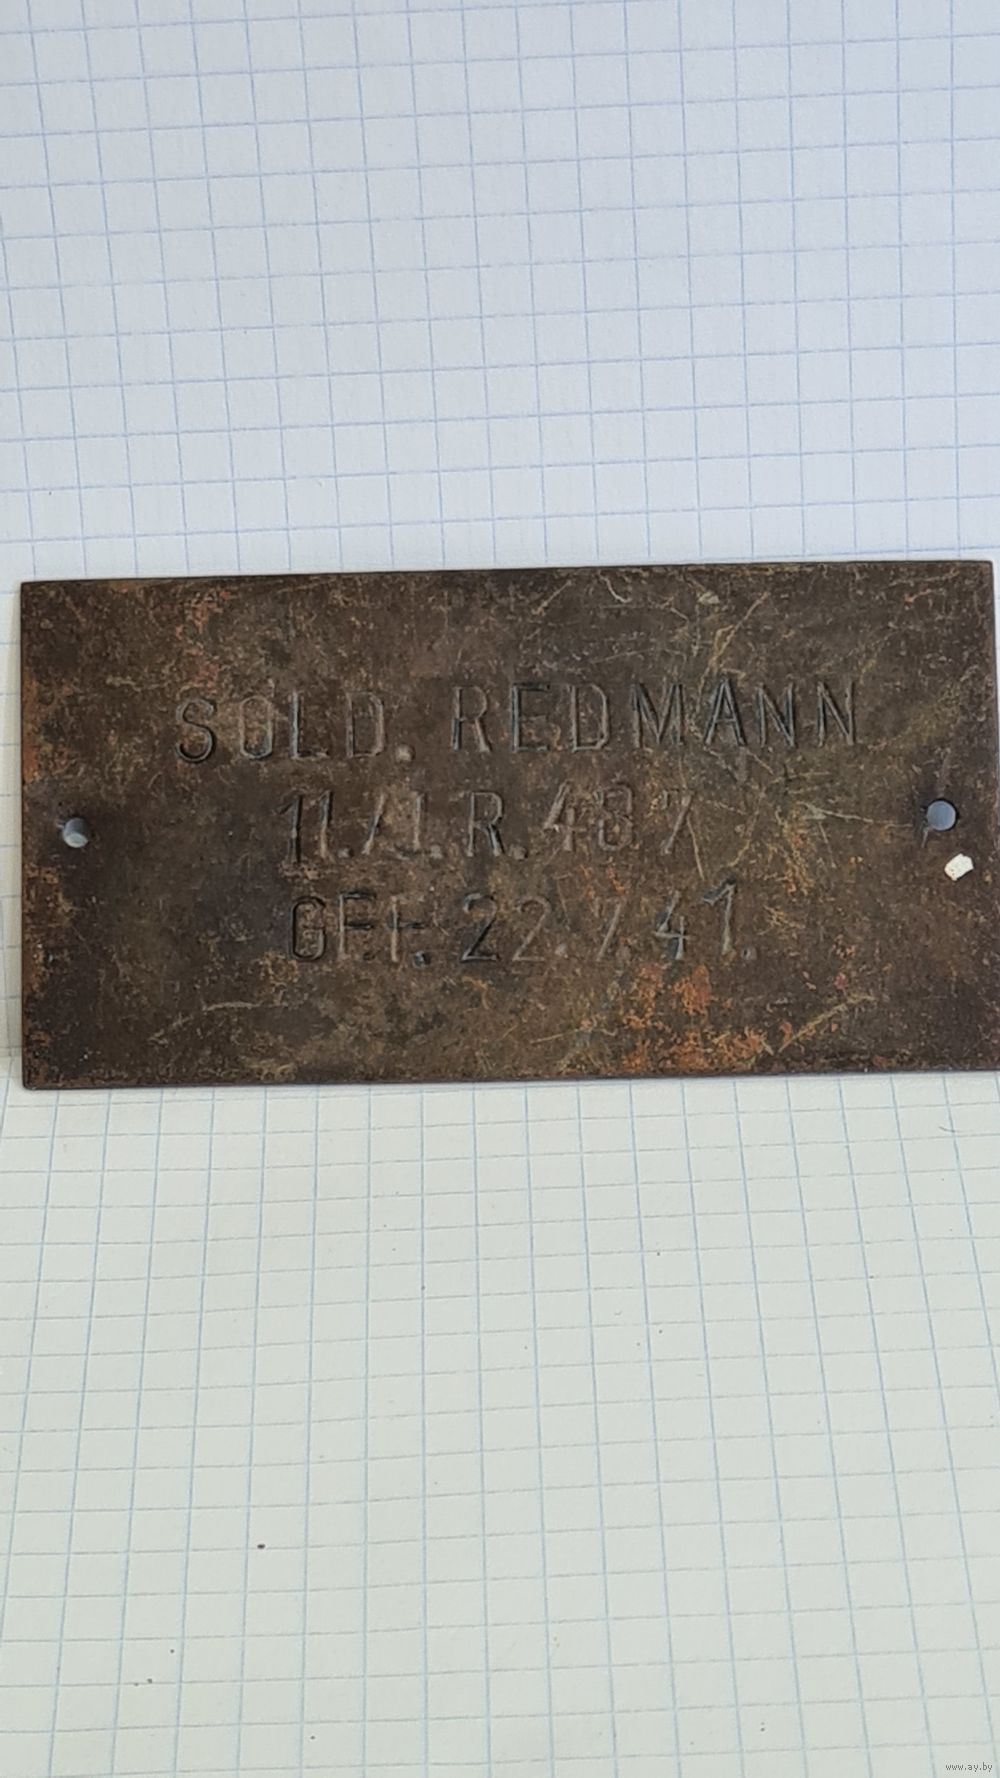 SOLD. REDMANN
11./I.R. 487
GEF. 22.7.41.
www.ay.by